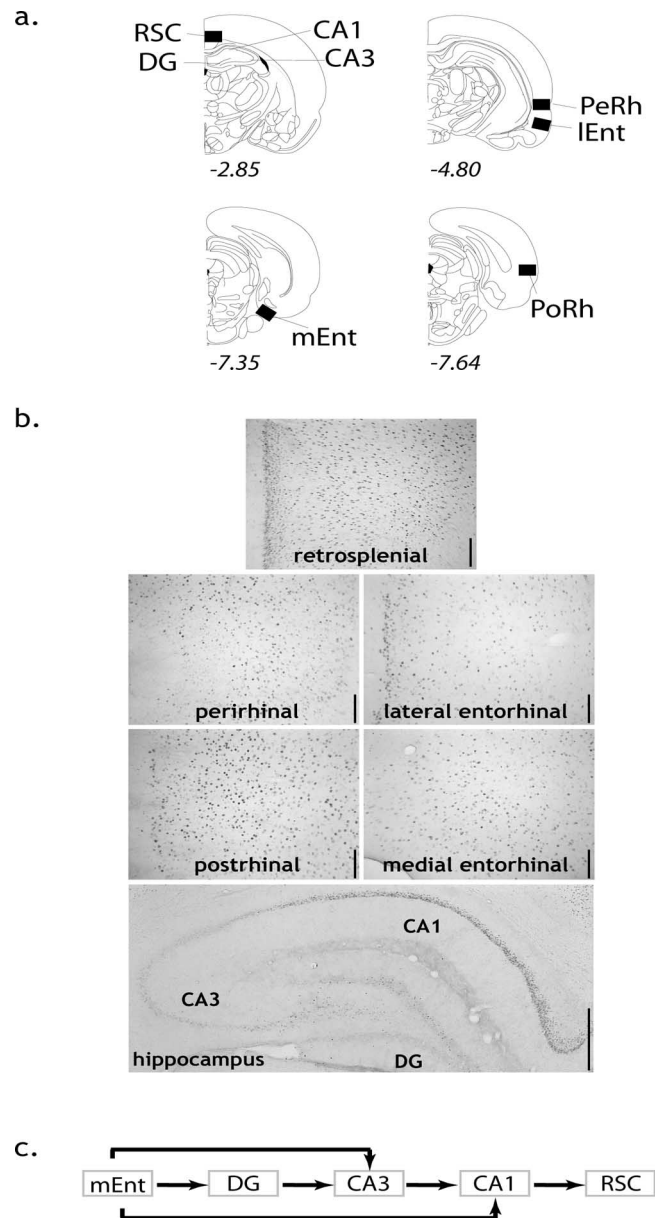 a.
RSC CA1
DG CA3
-2.85
PeRh
lEnt
-4.80
mEnt
-7.35
PoRh
-7.64
b.
retrosplenial
perirhinal
lateral entorhinal
postrhinal
medial entorhinal
CA1
CA3
hippocampus DG
c.
mEnt DG CA3 CA1 RSC